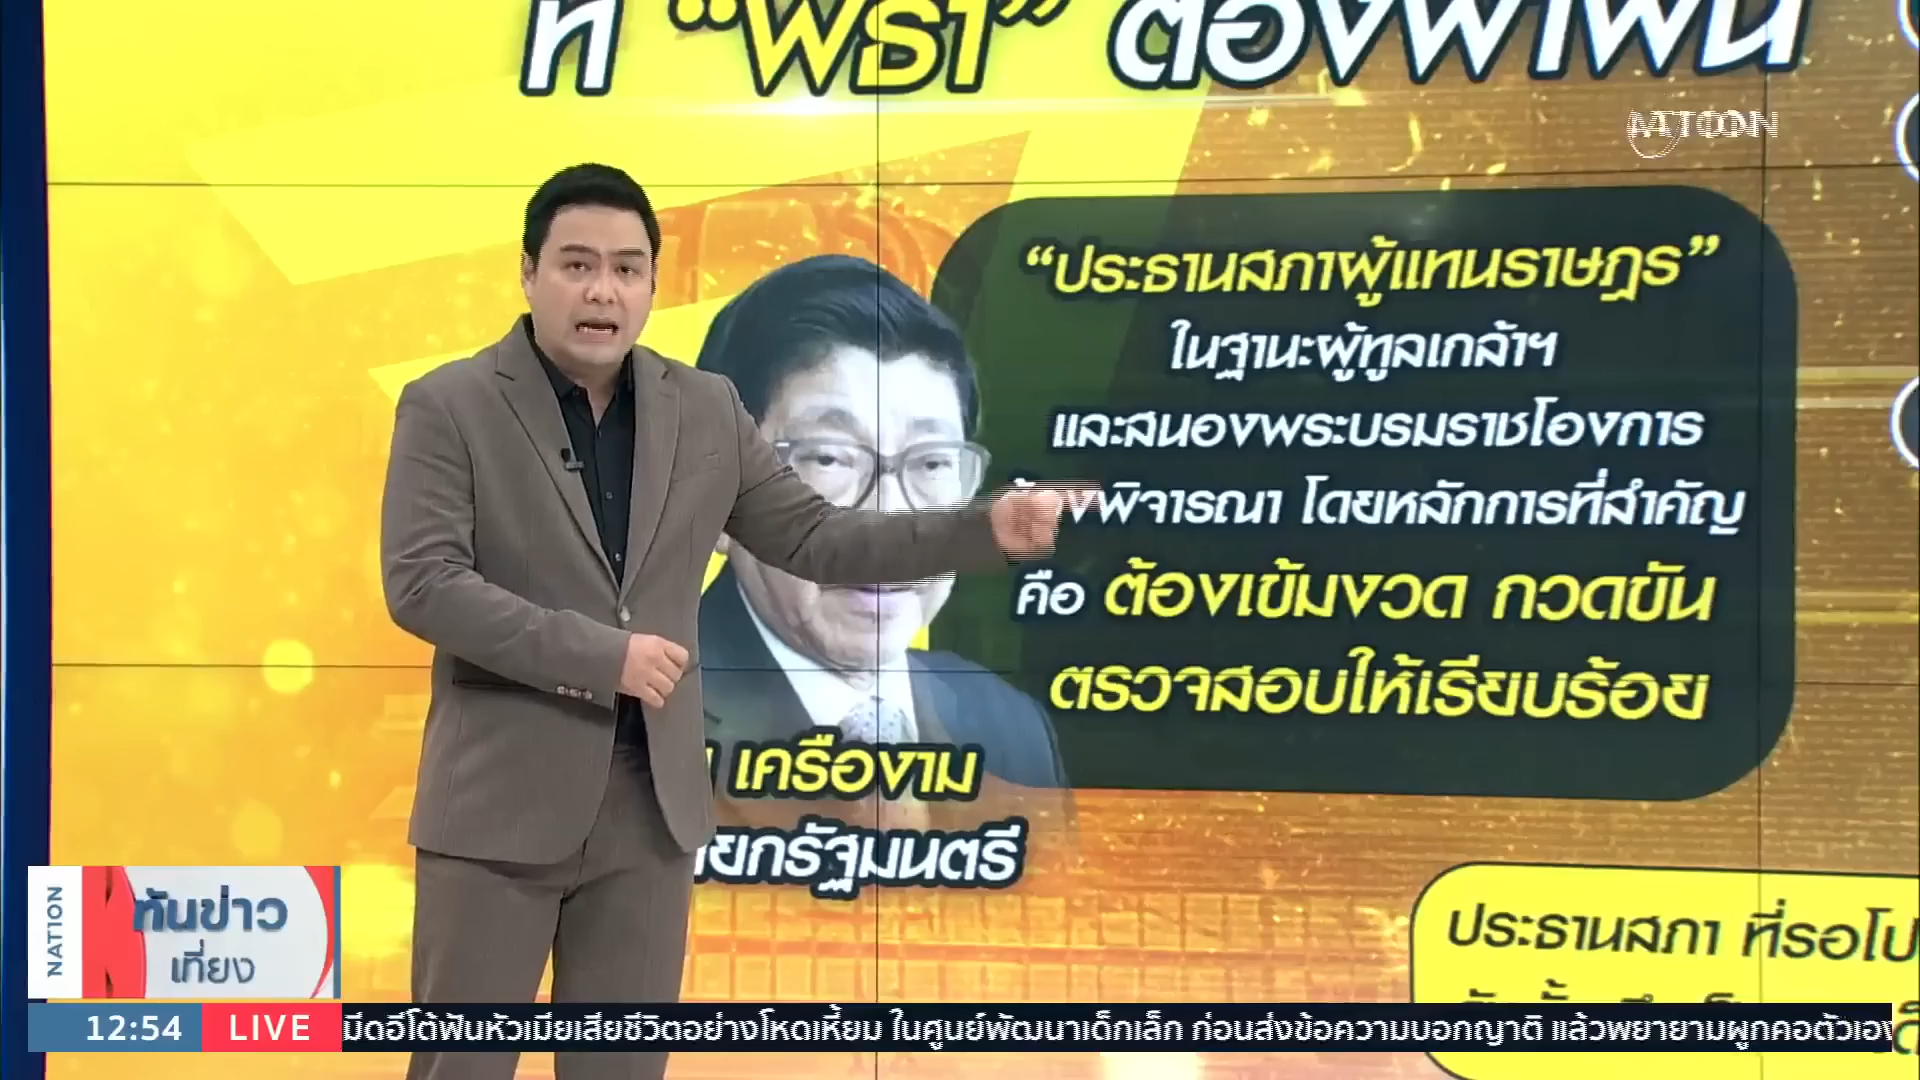 ที่ “พรา” ต้องฟาดฟัน
NATION
“ประธานสภาผู้แทนราษฎร”
ในฐานะผู้ทูลเกล้าฯ
และสนองพระบรมราชโองการ
ต้องพิจารณา โดยหลักการที่สำคัญ
คือ ต้องเข้มงวด กวดขัน
ตรวจสอบให้เรียบร้อย
เครืองาม
ายกรัฐมนตรี
ประธานสภา ที่รอโป
NATION
ทันข่าว
เที่ยง
12:54 LIVE มีดอีโต้ฟันหัวเมียเสียชีวิตอย่างโหดเหี้ยม ในศูนย์พัฒนาเด็กเล็ก ก่อนส่งข้อความบอกญาติ แล้วพยายามผูกคอตัวเอง